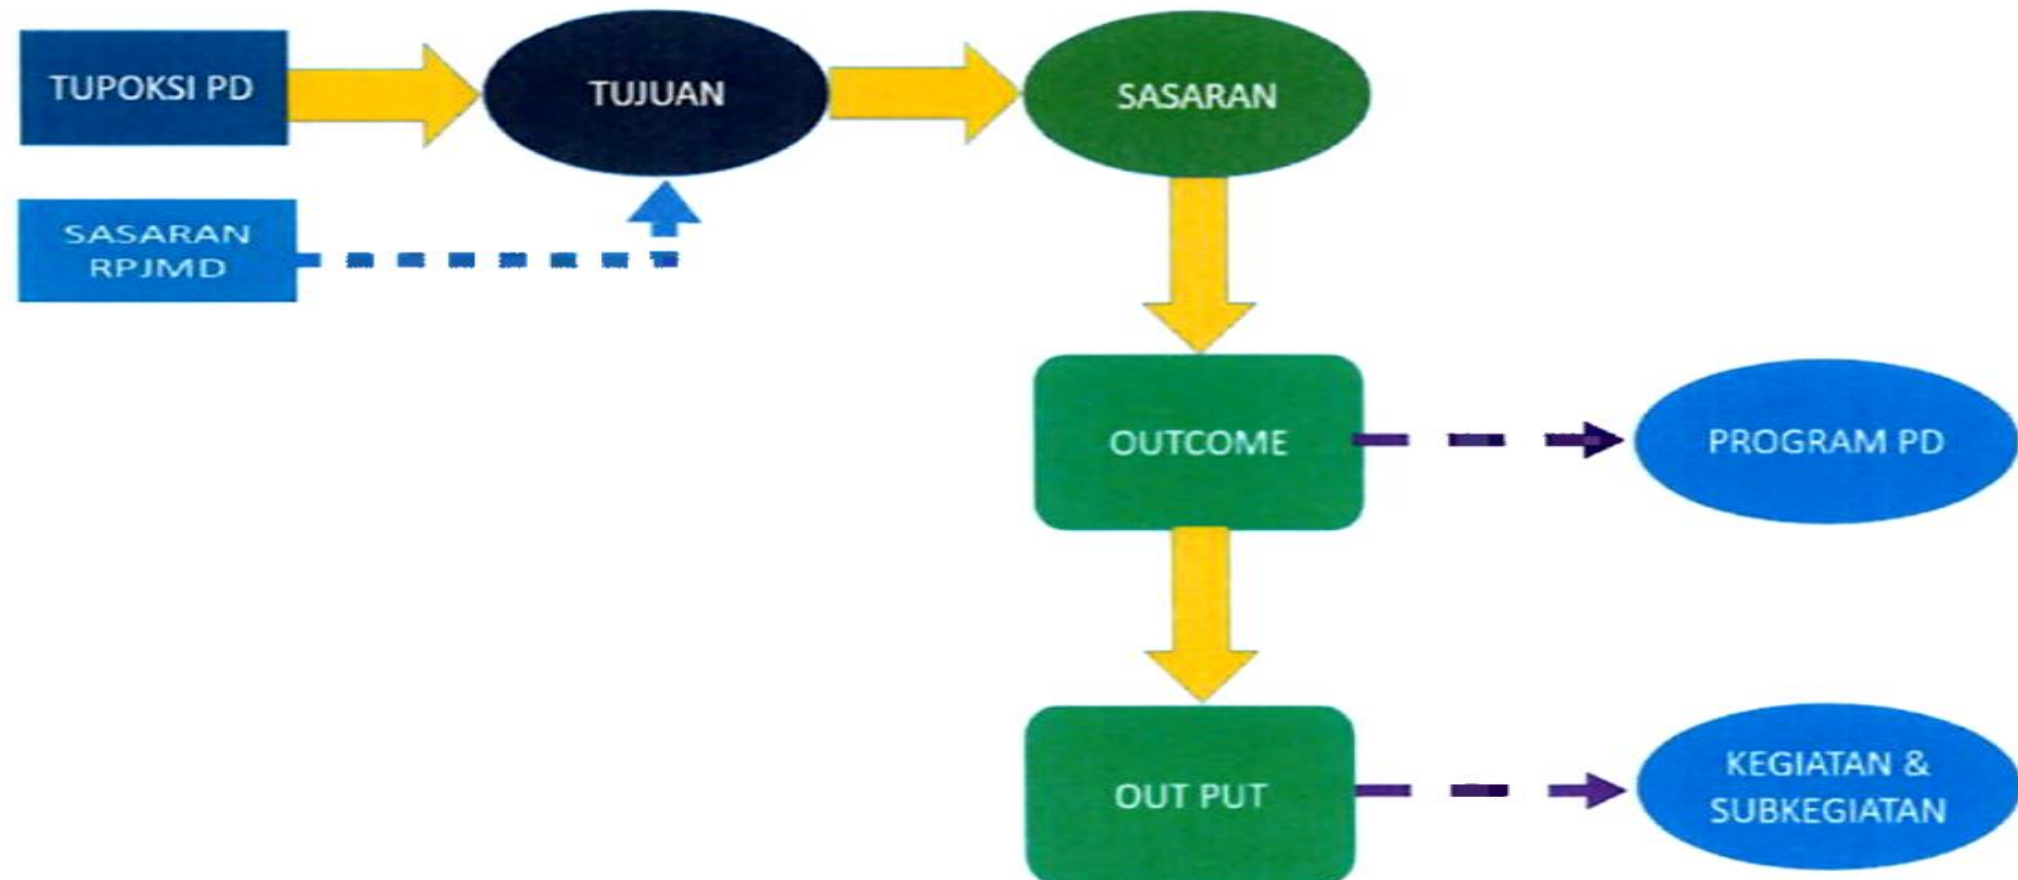 TUPOKSI PD
TUJUAN
SASARAN
SASARAN
RPJMD
OUTCOME
PROGRAM PD
OUT PUT
KEGIATAN &
SUBKEGIATAN